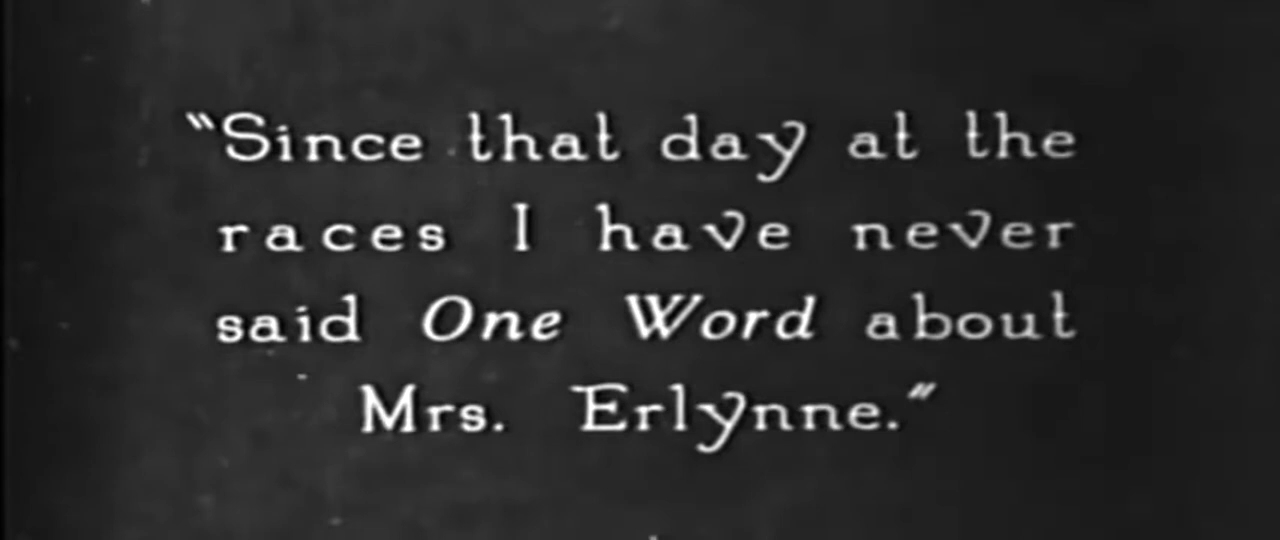 "Since that day at the
races I have never
said One Word about
Mrs. Erlynne."